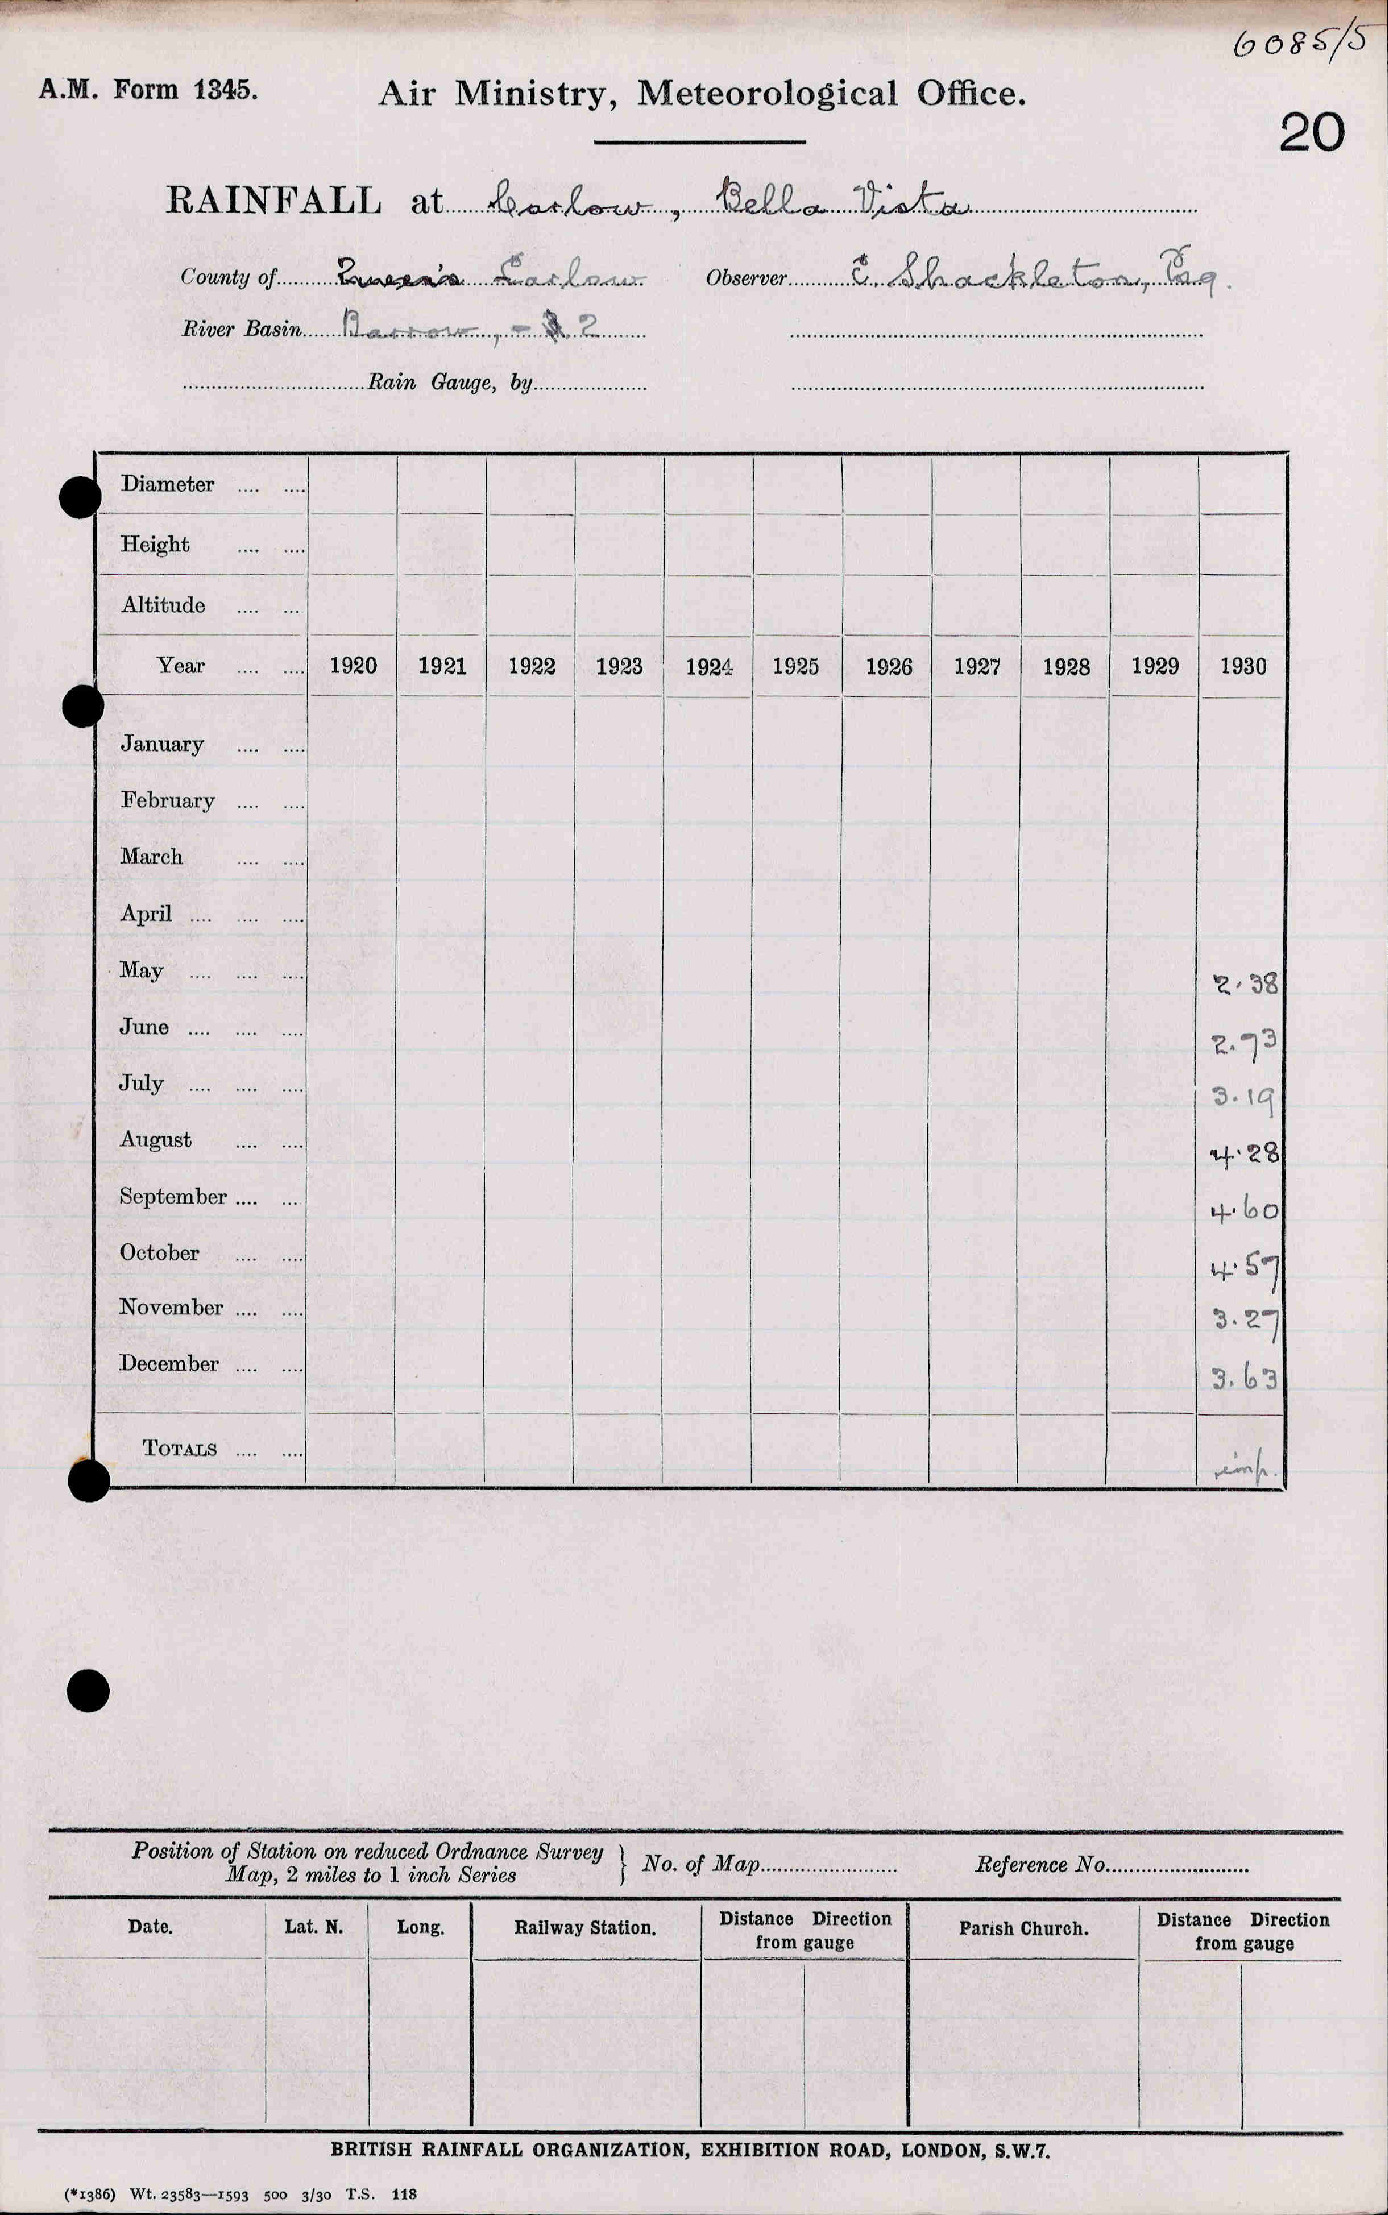 6085/5
A.M. Form 1345.
Air Ministry, Meteorological Office.
20
RAINFALL at Carlow, Bella Vista
County of Queen's Carlow Observer E. Shackleton, Esq.
River Basin Barrow, - 2
Rain Gauge, by
Diameter .... ....
Height .... ....
Altitude .... ...
Year .... .... 1920 1921 1922 1923 1924 1925 1926 1927 1928 1929 1930
January .... ....
February .... ....
March .... ....
April .... .... ....
May .... .... .... 2.38
June .... .... .... 2.73
July .... .... .... 3.19
August .... .... 4.28
September .... ... 4.60
October .... .... 4.57
November .... .... 3.27
December .... .... 3.63
TOTALS .... .... imp.
Position of Station on reduced Ordnance Survey
Map, 2 miles to 1 inch Series } No. of Map Reference No.
Date. Lat. N. Long. Railway Station. Distance Direction from gauge Parish Church. Distance Direction from gauge
BRITISH RAINFALL ORGANIZATION, EXHIBITION ROAD, LONDON, S.W.7.
(*1386) Wt. 23583—1593 500 3/30 T.S. 118